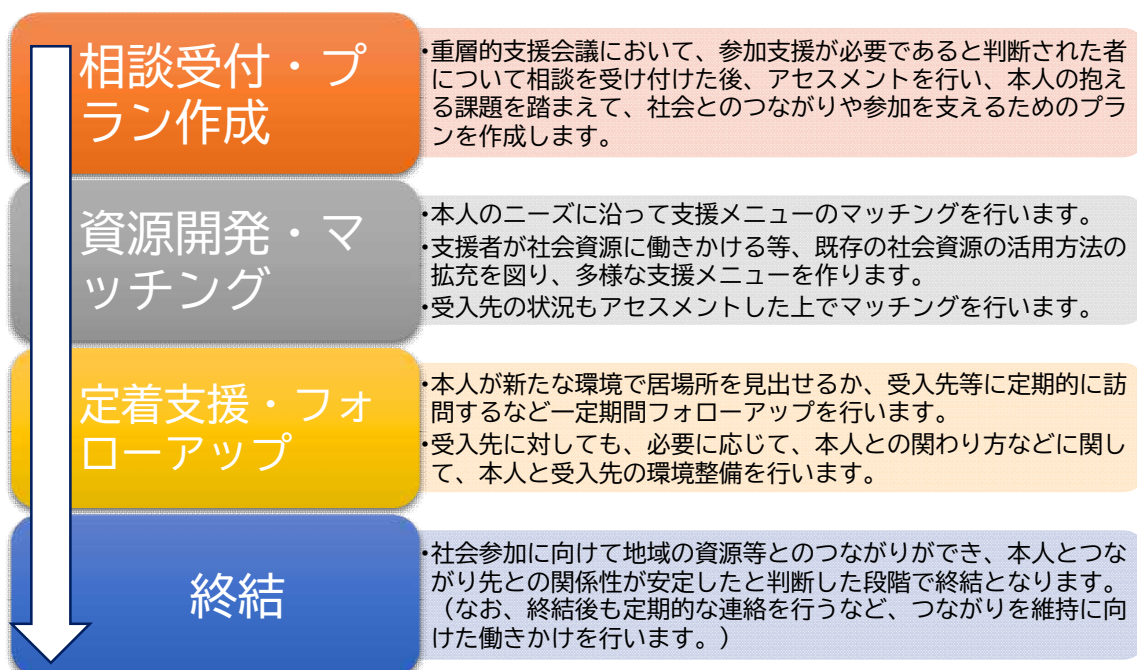 相談受付・プ
ラン作成
・重層的支援会議において、参加支援が必要であると判断された者
について相談を受け付けた後、アセスメントを行い、本人の抱え
る課題を踏まえて、社会とのつながりや参加を支えるためのプラ
ンを作成します。
資源開発・マ
ッチング
・本人のニーズに沿って支援メニューのマッチングを行います。
・支援者が社会資源に働きかける等、既存の社会資源の活用方法の
拡充を図り、多様な支援メニューを作ります。
・受入先の状況もアセスメントした上でマッチングを行います。
定着支援・フォ
ローアップ
・本人が新たな環境で居場所を見出せるか、受入先等に定期的に訪
問するなど一定期間フォローアップを行います。
・受入先に対しても、必要に応じて、本人との関わり方などに関し
て、本人と受入先の環境整備を行います。
終結
・社会参加に向けて地域の資源等とのつながりができ、本人とつな
がり先との関係性が安定したと判断した段階で終結となります。
（なお、終結後も定期的な連絡を行うなど、つながりを維持に向
けた働きかけを行います。）